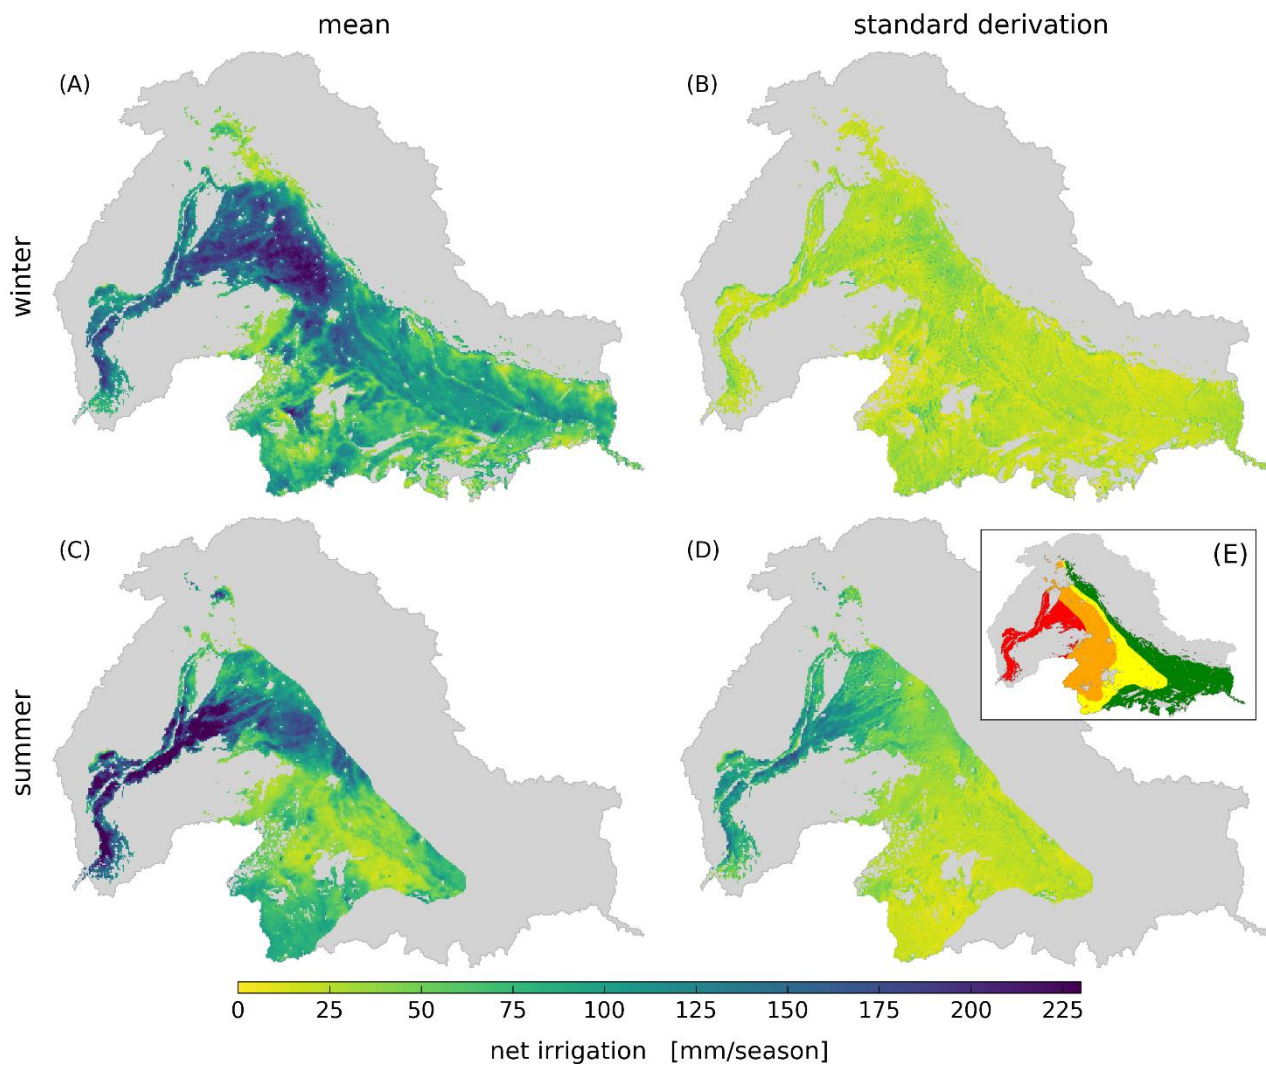 mean
standard derivation
(A)
(B)
winter
(C)
(D)
(E)
summer
0 25 50 75 100 125 150 175 200 225
net irrigation [mm/season]